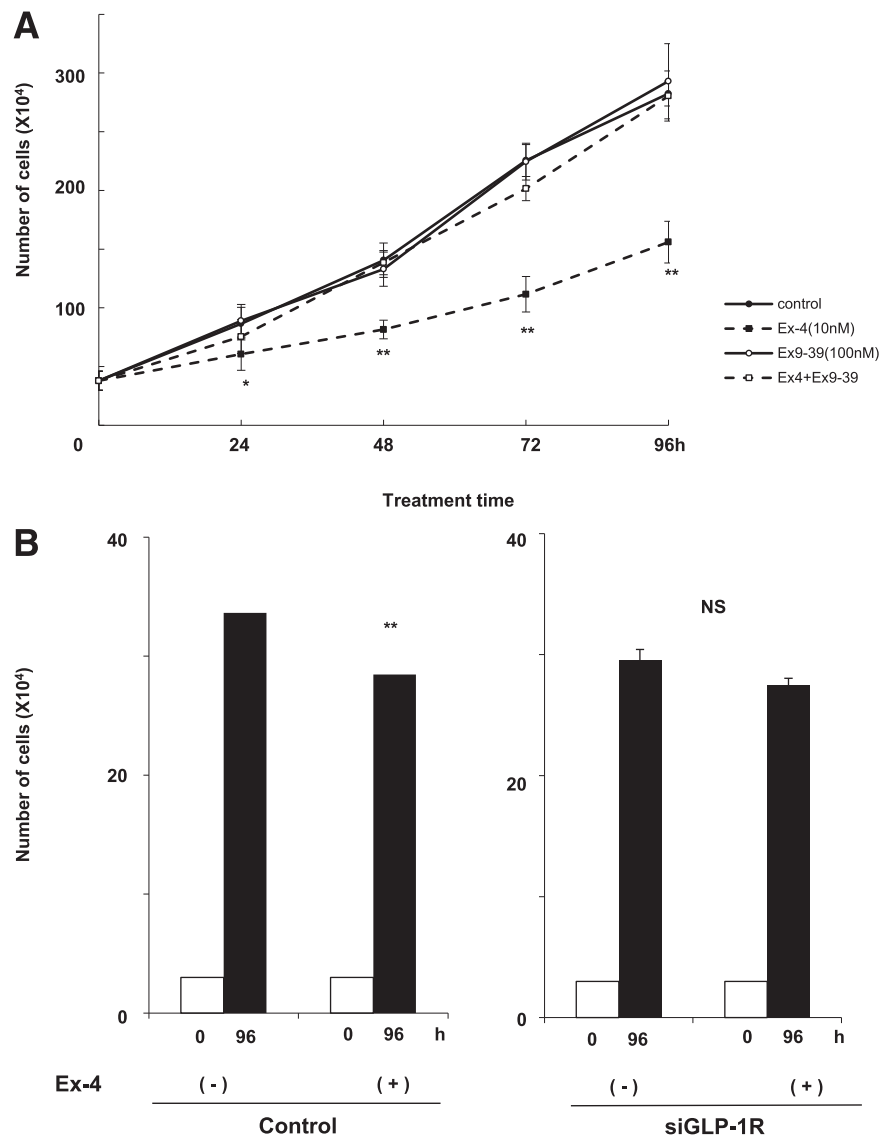 A
Number of cells (X10⁴)
300
200
100
0
24
48
72
96h
*
**
**
**
Treatment time
control
Ex-4(10nM)
Ex9-39(100nM)
Ex4+Ex9-39
B
Number of cells (X10⁴)
40
20
0
**
0 96 0 96 h
Ex-4 (-) (+)
Control
40
20
0
NS
0 96 0 96 h
(-) (+)
siGLP-1R